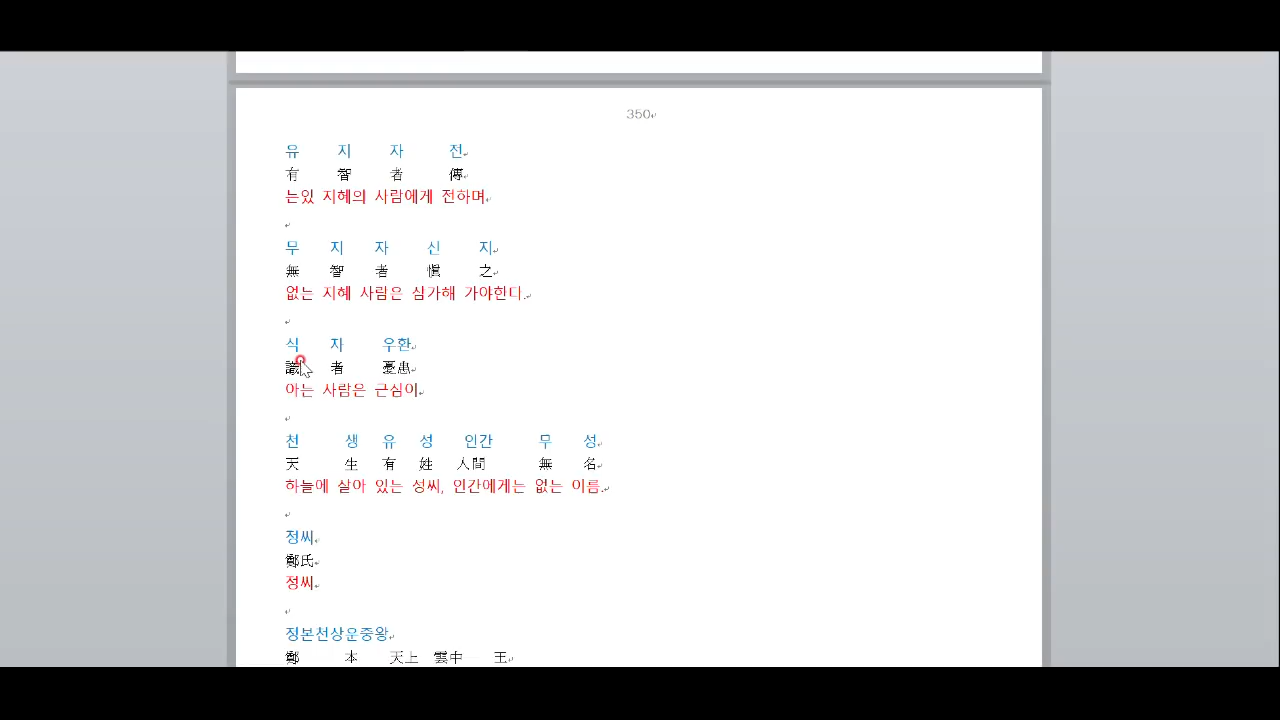 350
유 지 자 전
有 智 者 傳
는있 지혜의 사람에게 전하며
무 지 자 신 지
無 智 者 愼 之
없는 지혜 사람은 삼가해 가야한다.
식 자 우환
識 者 憂患
아는 사람은 근심이
천 생 유 성 인간 무 성
天 生 有 姓 人間 無 名
하늘에 살아 있는 성씨, 인간에게는 없는 이름.
정씨
鄭氏
정씨
정본천상운중왕
鄭 本 天上 雲中 王